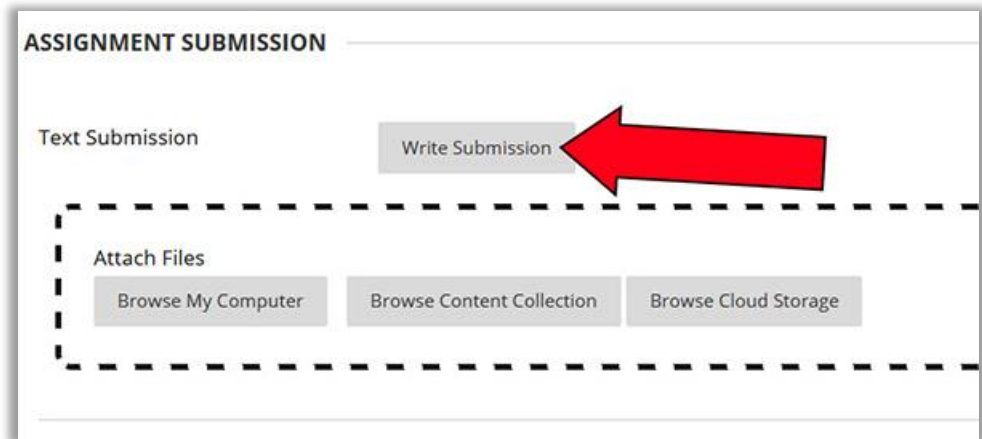 ASSIGNMENT SUBMISSION
Text Submission
Write Submission
Attach Files
Browse My Computer
Browse Content Collection
Browse Cloud Storage